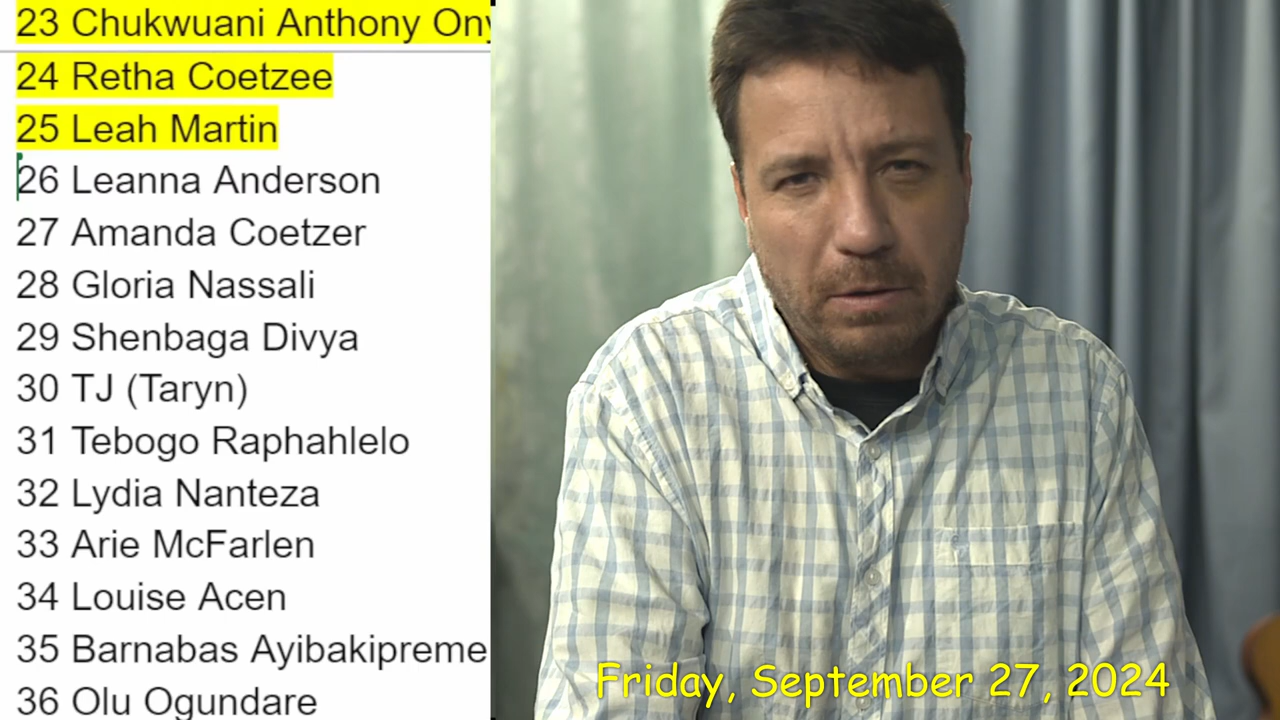 23 Chukwuani Anthony
24 Retha Coetzee
25 Leah Martin
26 Leanna Anderson
27 Amanda Coetzer
28 Gloria Nassali
29 Shenbaga Divya
30 TJ (Taryn)
31 Tebogo Raphahlelo
32 Lydia Nanteza
33 Arie McFarlen
34 Louise Acen
35 Barnabas Ayibakipreme
36 Olu Ogundare
Friday, September 27, 2024